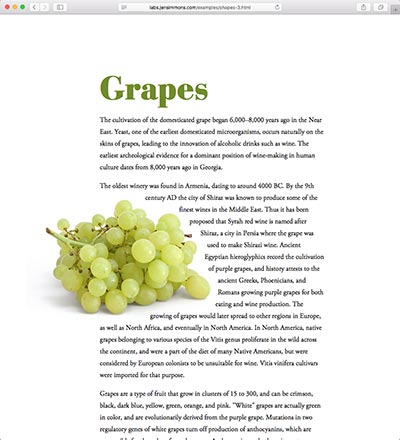 labs.jensimmons.com/examples/shapes-3.html
Grapes
The cultivation of the domesticated grape began 6,000–8,000 years ago in the Near
East. Yeast, one of the earliest domesticated microorganisms, occurs naturally on the
skins of grapes, leading to the innovation of alcoholic drinks such as wine. The
earliest archeological evidence for a dominant position of wine-making in human
culture dates from 8,000 years ago in Georgia.
The oldest winery was found in Armenia, dating to around 4000 BC. By the 9th
century AD the city of Shiraz was known to produce some of the
finest wines in the Middle East. Thus it has been
proposed that Syrah red wine is named after
Shiraz, a city in Persia where the grape was
used to make Shirazi wine. Ancient
Egyptian hieroglyphics record the cultivation
of purple grapes, and history attests to the
ancient Greeks, Phoenicians, and
Romans growing purple grapes for both
eating and wine production. The
growing of grapes would later spread to other regions in Europe,
as well as North Africa, and eventually in North America. In North America, native
grapes belonging to various species of the Vitis genus proliferate in the wild across
the continent, and were a part of the diet of many Native Americans, but were
considered by European colonists to be unsuitable for wine. Vitis vinifera cultivars
were imported for that purpose.
Grapes are a type of fruit that grow in clusters of 15 to 300, and can be crimson,
black, dark blue, yellow, green, orange, and pink. "White" grapes are actually green
in color, and are evolutionarily derived from the purple grape. Mutations in two
regulatory genes of white grapes turn off production of anthocyanins, which are